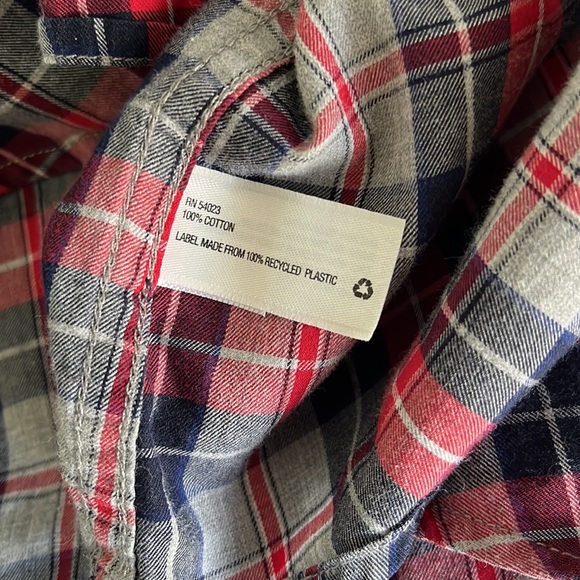 RN 54023
100% COTTON
LABEL MADE FROM 100% RECYCLED PLASTIC